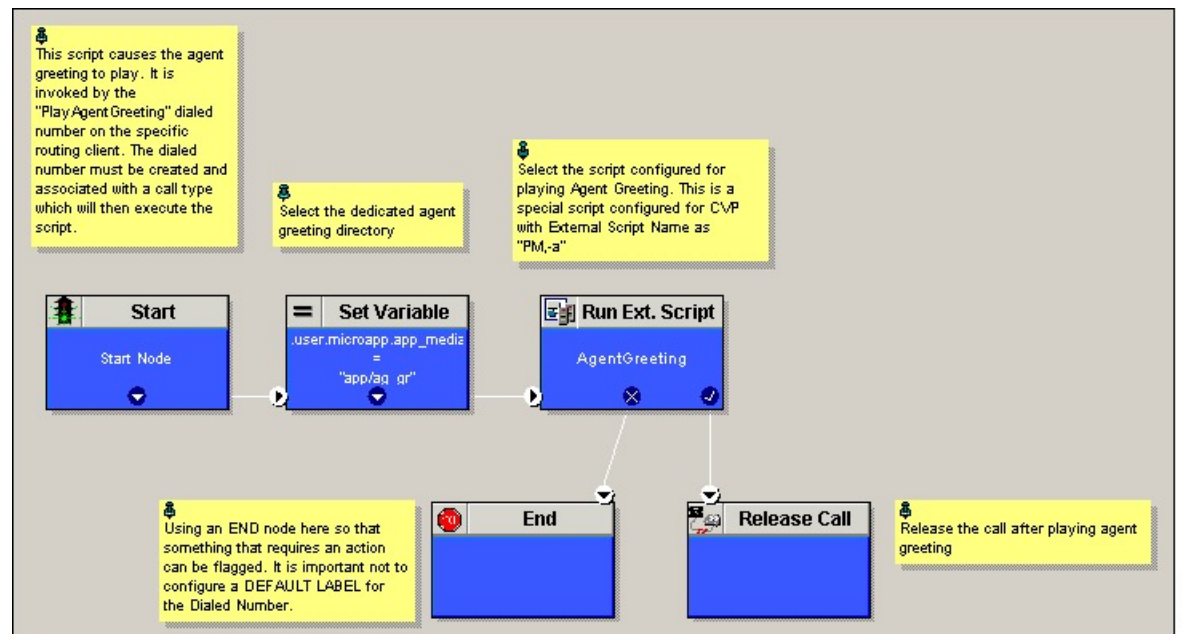 This script causes the agent
greeting to play. It is
invoked by the
"PlayAgentGreeting" dialed
number on the specific
routing client. The dialed
number must be created and
associated with a call type
which will then execute the
script.
Select the dedicated agent
greeting directory
Select the script configured for
playing Agent Greeting. This is a
special script configured for CVP
with External Script Name as
"PM,-a"
Start
Start Node
= Set Variable
.user.microapp.app_media
=
"app/ag_gr"
Run Ext. Script
AgentGreeting
Using an END node here so that
something that requires an action
can be flagged. It is important not to
configure a DEFAULT LABEL for
the Dialed Number.
End
Release Call
Release the call after playing agent
greeting